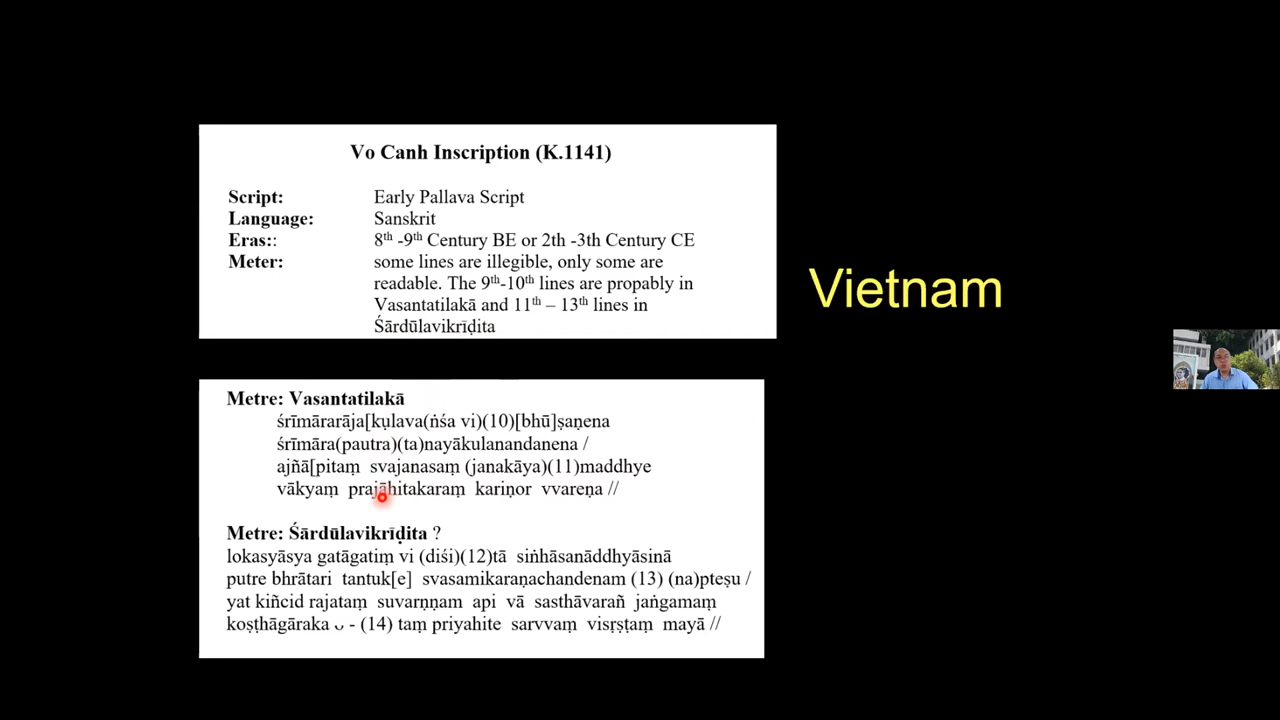 Vo Canh Inscription (K.1141)
Script: Early Pallava Script
Language: Sanskrit
Eras:: 8th -9th Century BE or 2th -3th Century CE
Meter: some lines are illegible, only some are
readable. The 9th-10th lines are propably in
Vasantatilakā and 11th – 13th lines in
Śārdūlavikrīḍita
Vietnam
Metre: Vasantatilakā
śrīmārarāja[kụlava(ṅśa vi)(10)[bhū]ṣaṇena
śrīmāra(pautra)(ta)nayākulanandanena /
ajñā[pitaṃ svajanasaṃ (janakāya)(11)maddhye
vākyaṃ prajāhitakaraṃ kariṇor vvareṇa //
Metre: Śārdūlavikrīḍita ?
lokasyāsya gatāgatiṃ vi (diśi)(12)tā siṅhāsanāddhyāsinā
putre bhrātari tantuk[e] svasamikaraṇachandenam (13) (na)pteṣu /
yat kiñcid rajataṃ suvarṇṇam api vā sasthāvarañ jaṅgamaṃ
koṣṭhāgāraka ᴗ - (14) taṃ priyahite sarvvaṃ visṛṣṭaṃ mayā //